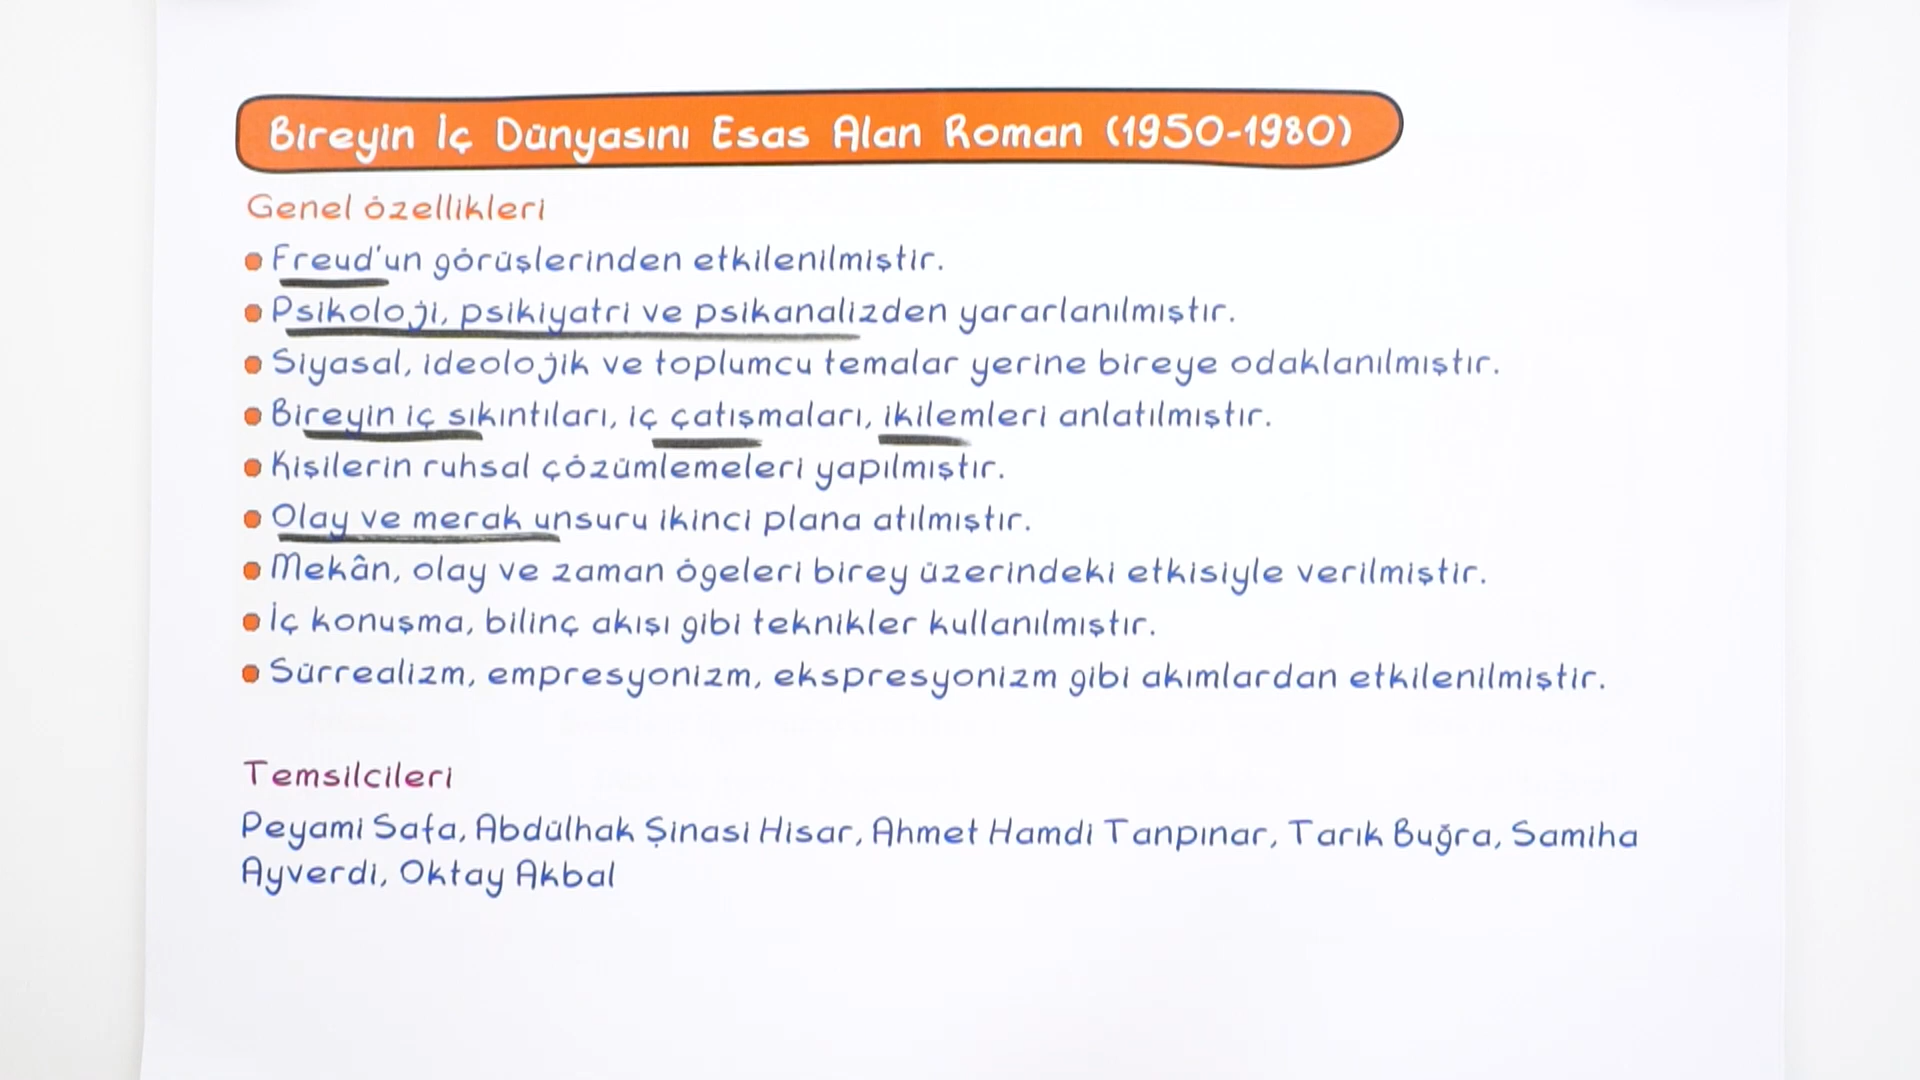 Bireyin İç Dünyasını Esas Alan Roman (1950-1980)
Genel özellikleri
● Freud'un görüşlerinden etkilenilmiştir.
● Psikoloji, psikiyatri ve psikanalizden yararlanılmıştır.
● Siyasal, ideolojik ve toplumcu temalar yerine bireye odaklanılmıştır.
● Bireyin iç sıkıntıları, iç çatışmaları, ikilemleri anlatılmıştır.
● Kişilerin ruhsal çözümlemeleri yapılmıştır.
● Olay ve merak unsuru ikinci plana atılmıştır.
● Mekân, olay ve zaman ögeleri birey üzerindeki etkisiyle verilmiştir.
● İç konuşma, bilinç akışı gibi teknikler kullanılmıştır.
● Sürrealizm, empresyonizm, ekspresyonizm gibi akımlardan etkilenilmiştir.
Temsilcileri
Peyami Safa, Abdülhak Şinasi Hisar, Ahmet Hamdi Tanpınar, Tarık Buğra, Samiha
Ayverdi, Oktay Akbal